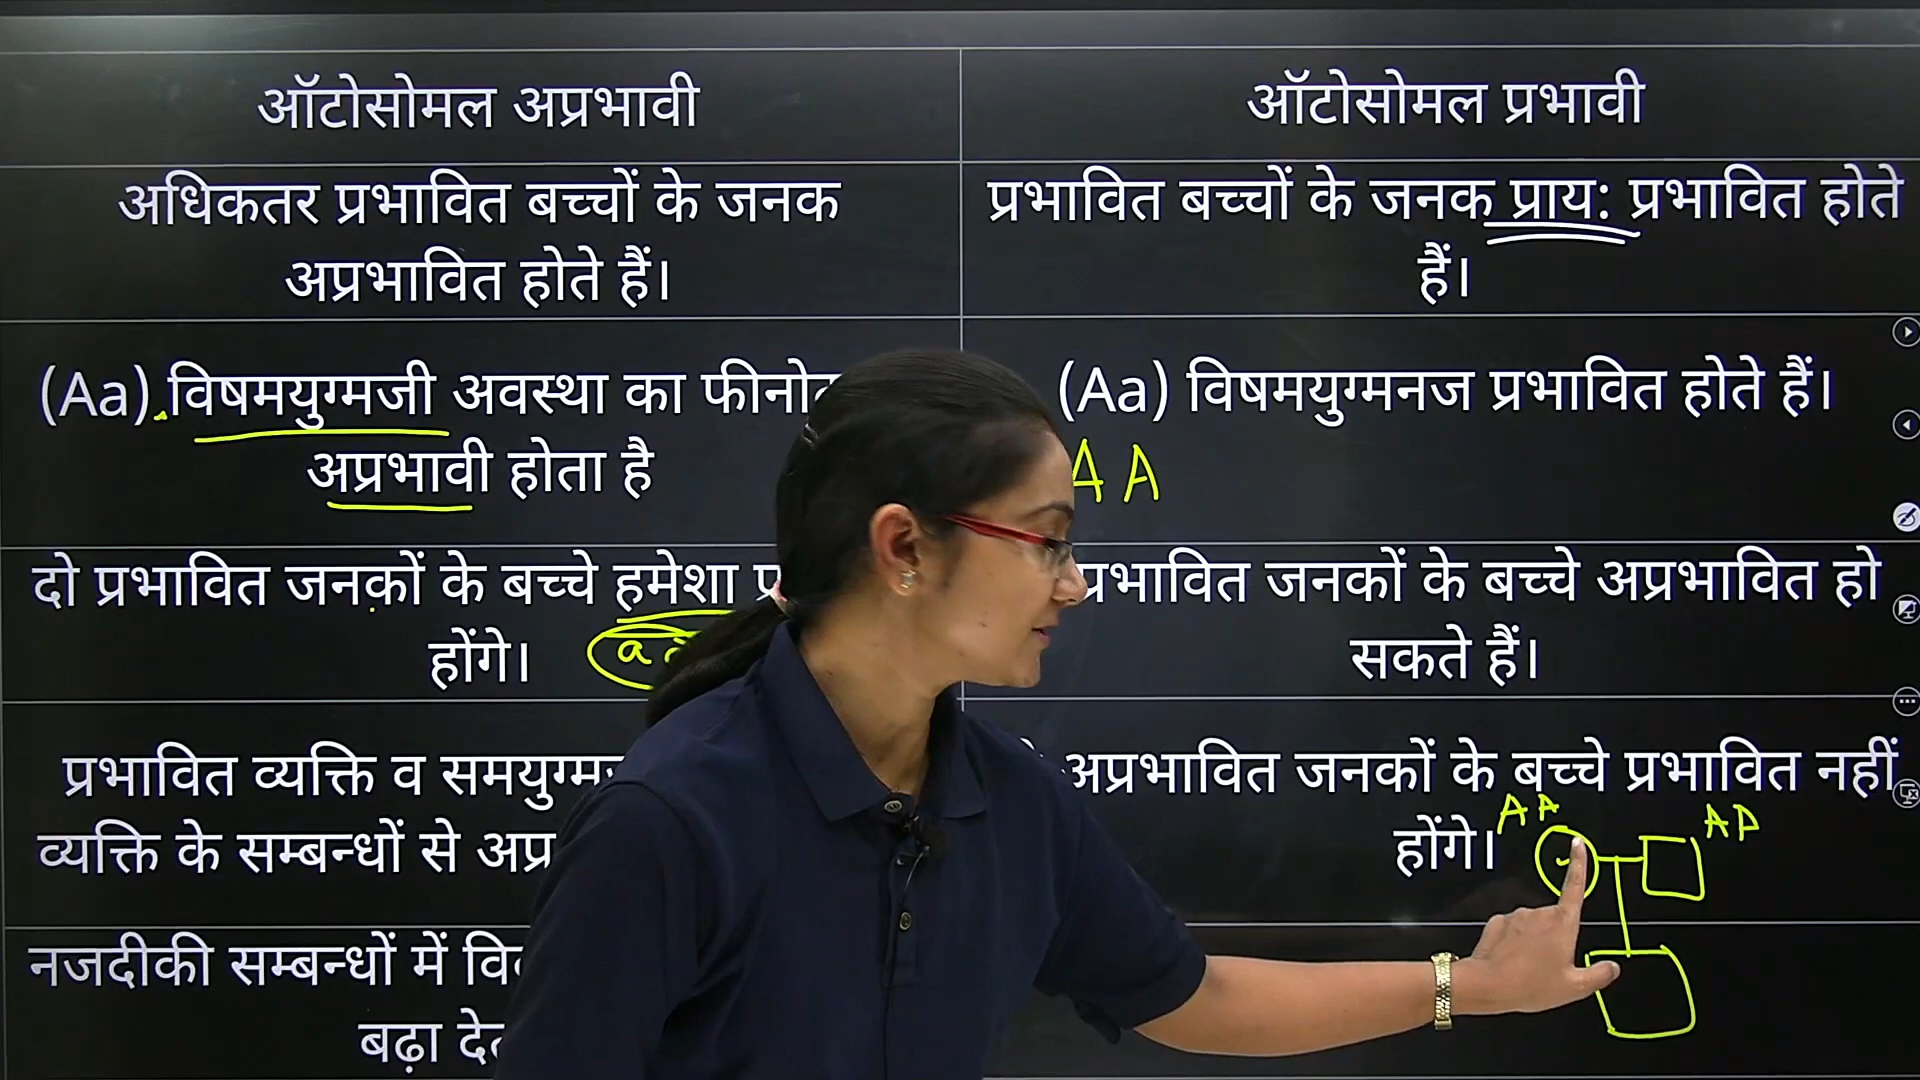 ऑटोसोमल अप्रभावी
ऑटोसोमल प्रभावी
अधिकतर प्रभावित बच्चों के जनक
अप्रभावित होते हैं।
प्रभावित बच्चों के जनक प्राय: प्रभावित होते
हैं।
(Aa) विषमयुग्मजी अवस्था का
अप्रभावी होता है
(Aa) विषमयुग्मनज प्रभावित होते हैं।
A A
दो प्रभावित जनकों के बच्चे हमेशा
होंगे।
a
प्रभावित जनकों के बच्चे अप्रभावित हो
सकते हैं।
प्रभावित व्यक्ति व
व्यक्ति के सम्बन्धों से
अप्रभावित जनकों के बच्चे प्रभावित नहीं
होंगे।
A A
नजदीकी सम्बन्धों में
बढ़ा